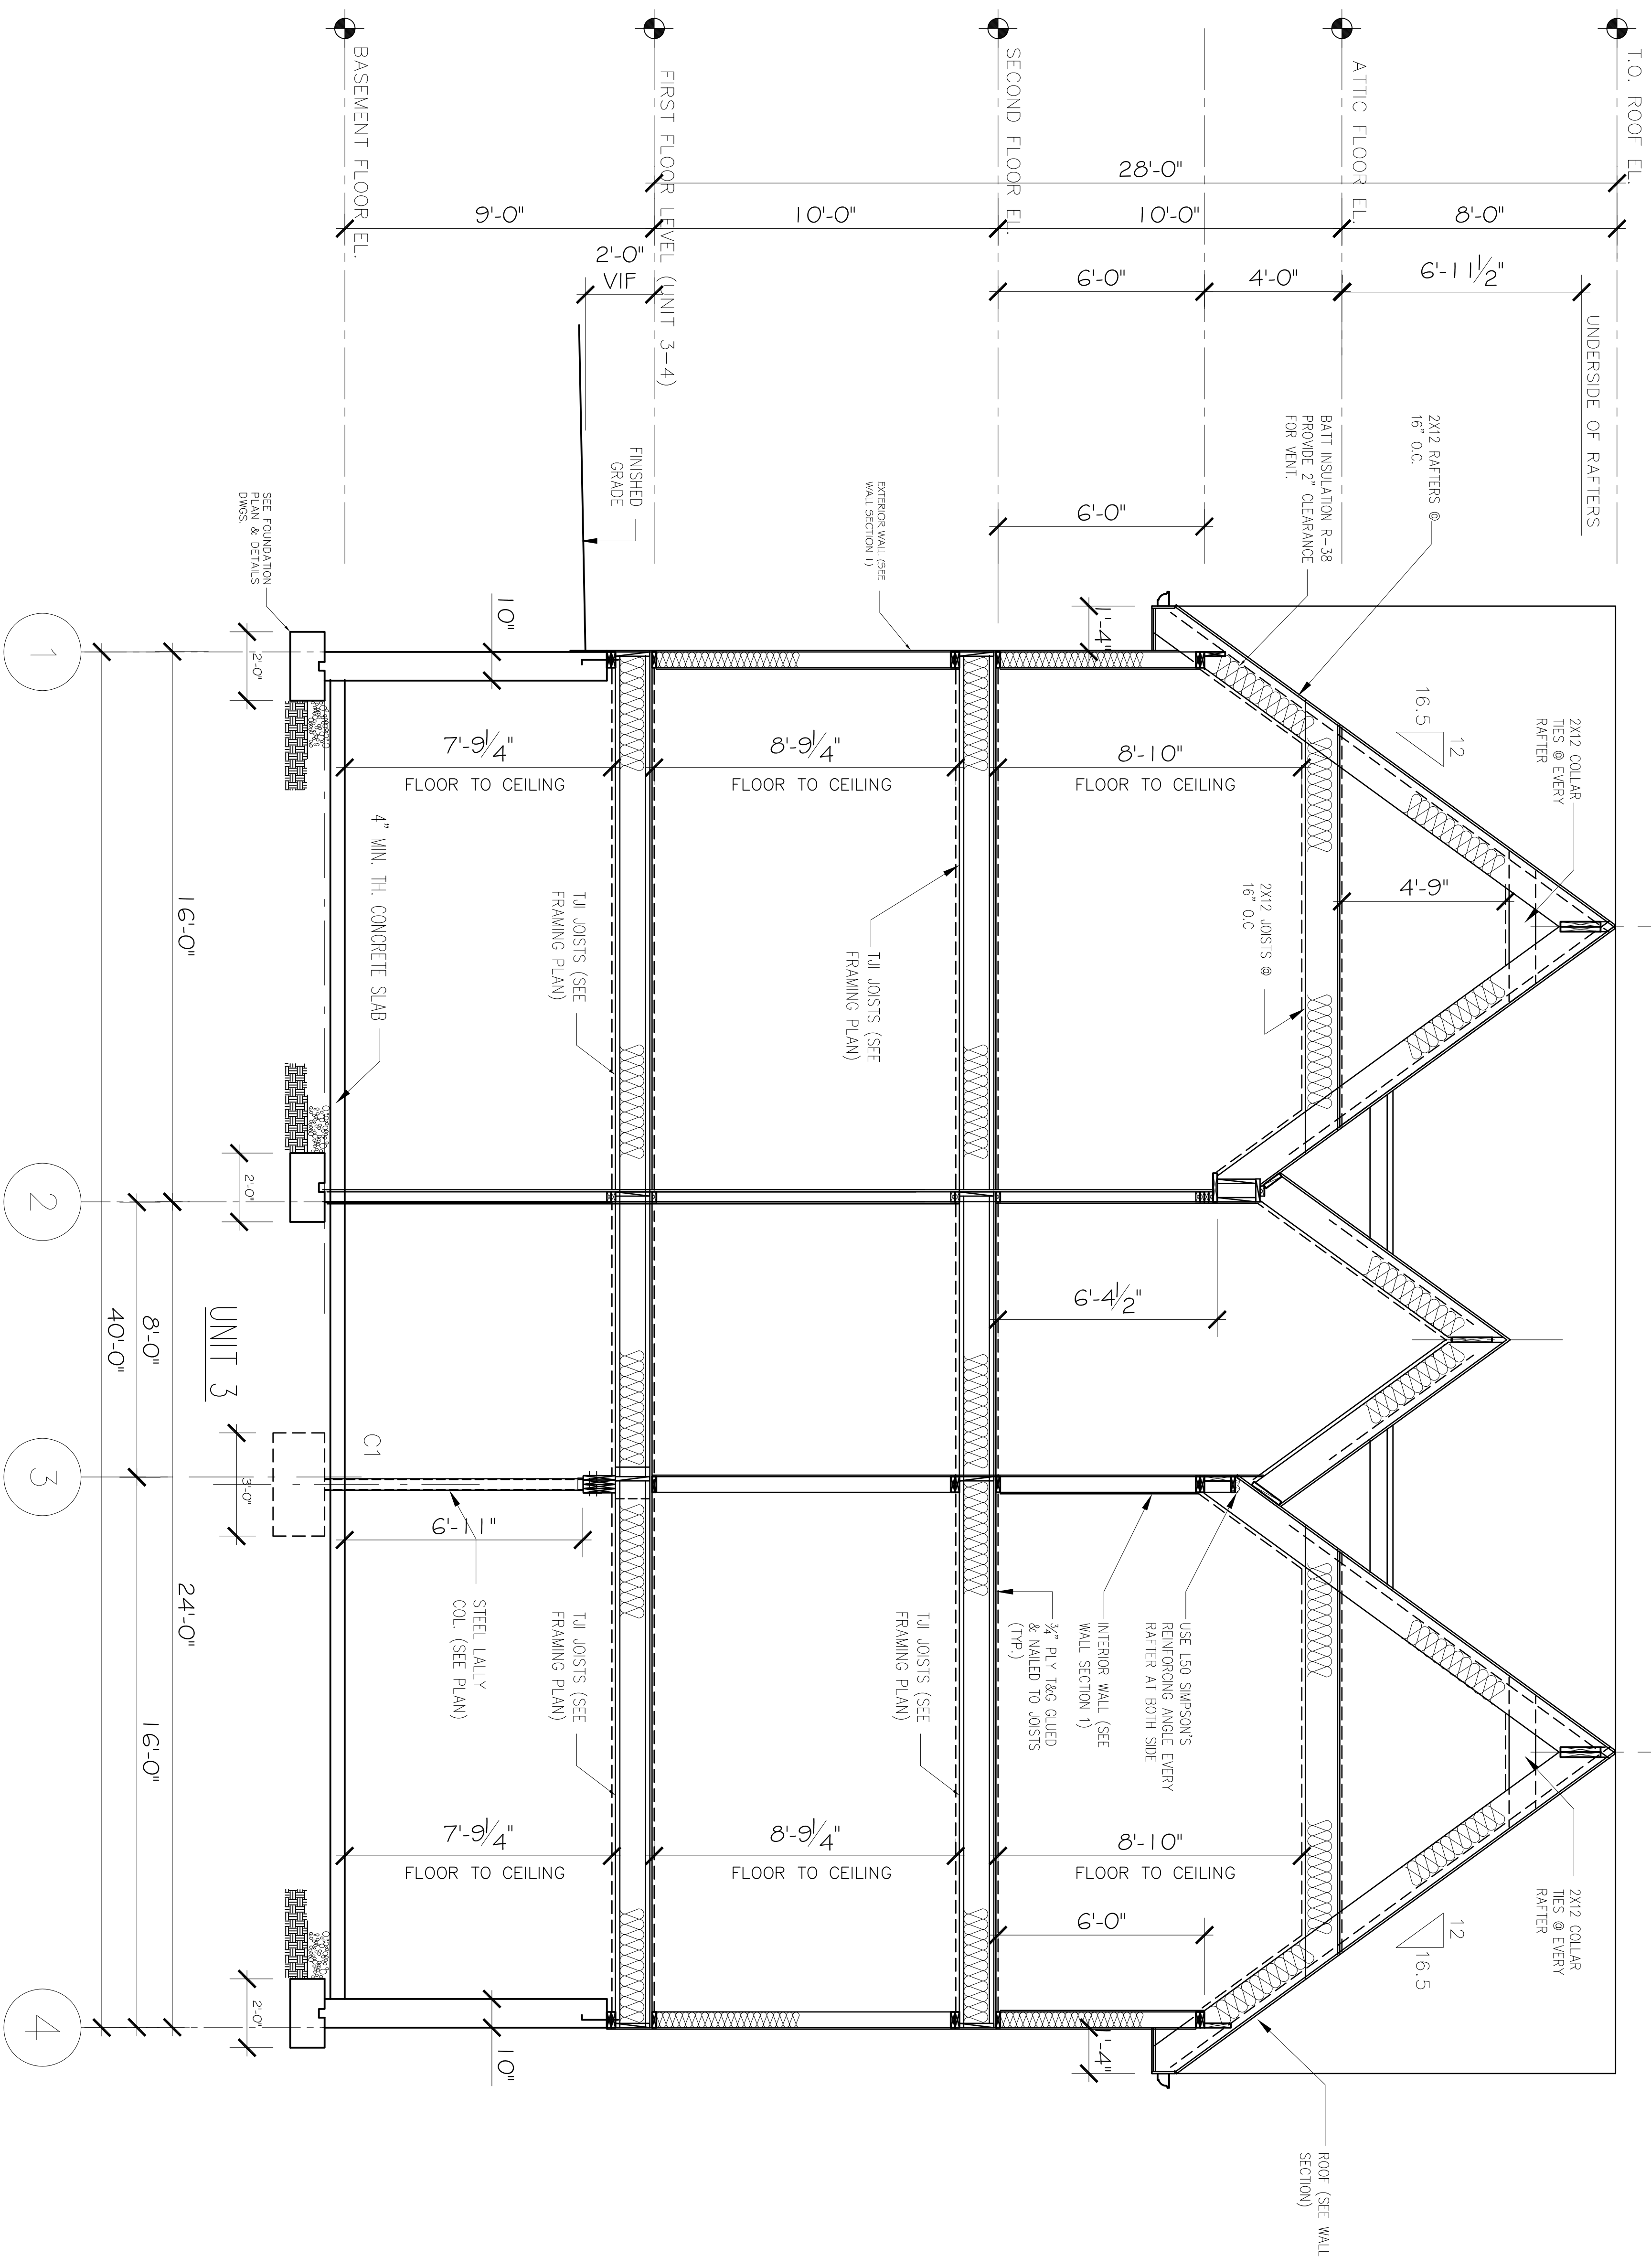 T.O. ROOF EL.
ATTIC FLOOR EL.
SECOND FLOOR EL.
FIRST FLOOR LEVEL (UNIT 3-4)
BASEMENT FLOOR EL.
28'-0"
8'-0"
10'-0"
10'-0"
9'-0"
6'-11½"
4'-0"
6'-0"
2'-0"
VIF
UNDERSIDE OF RAFTERS
2X12 RAFTERS @
16" O.C.
BATT INSULATION R-38
PROVIDE 2" CLEARANCE
FOR VENT.
6'-0"
EXTERIOR WALL (SEE
WALL SECTION 1)
FINISHED
GRADE
SEE FOUNDATION
PLAN & DETAILS
DWGS.
1'-4"
10"
2'-0"
1
12
16.5
2X12 COLLAR
TIES @ EVERY
RAFTER
4'-9"
2X12 JOISTS @
16" O.C
8'-10"
FLOOR TO CEILING
8'-9¼"
FLOOR TO CEILING
7'-9¼"
FLOOR TO CEILING
TJI JOISTS (SEE
FRAMING PLAN)
TJI JOISTS (SEE
FRAMING PLAN)
4" MIN. TH. CONCRETE SLAB
16'-0"
2'-0"
2
6'-4½"
8'-0"
40'-0"
UNIT 3
C1
3'-0"
3
6'-11"
STEEL LALLY
COL. (SEE PLAN)
24'-0"
16'-0"
USE L50 SIMPSON'S
REINFORCING ANGLE EVERY
RAFTER AT BOTH SIDE
INTERIOR WALL (SEE
WALL SECTION 1)
¾" PLY T&G GLUED
& NAILED TO JOISTS
(TYP.)
TJI JOISTS (SEE
FRAMING PLAN)
TJI JOISTS (SEE
FRAMING PLAN)
8'-10"
FLOOR TO CEILING
8'-9¼"
FLOOR TO CEILING
7'-9¼"
FLOOR TO CEILING
6'-0"
2X12 COLLAR
TIES @ EVERY
RAFTER
12
16.5
1'-4"
10"
2'-0"
4
ROOF (SEE WALL
SECTION)